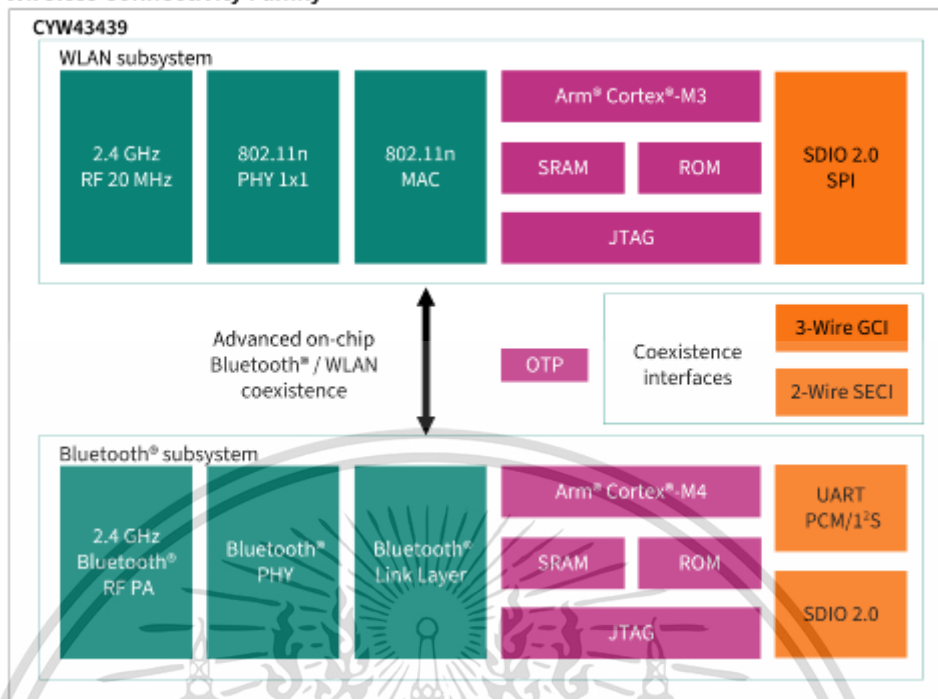 CYW43439
WLAN subsystem
2.4 GHz
RF 20 MHz
802.11n
PHY 1x1
802.11n
MAC
Arm® Cortex®-M3
SRAM
ROM
JTAG
SDIO 2.0
SPI
Advanced on-chip
Bluetooth® / WLAN
coexistence
OTP
Coexistence
interfaces
3-Wire GCI
2-Wire SECI
Bluetooth® subsystem
2.4 GHz
Bluetooth®
RF PA
Bluetooth®
PHY
Bluetooth®
Link Layer
Arm® Cortex®-M4
SRAM
ROM
JTAG
UART
PCM/1²S
SDIO 2.0